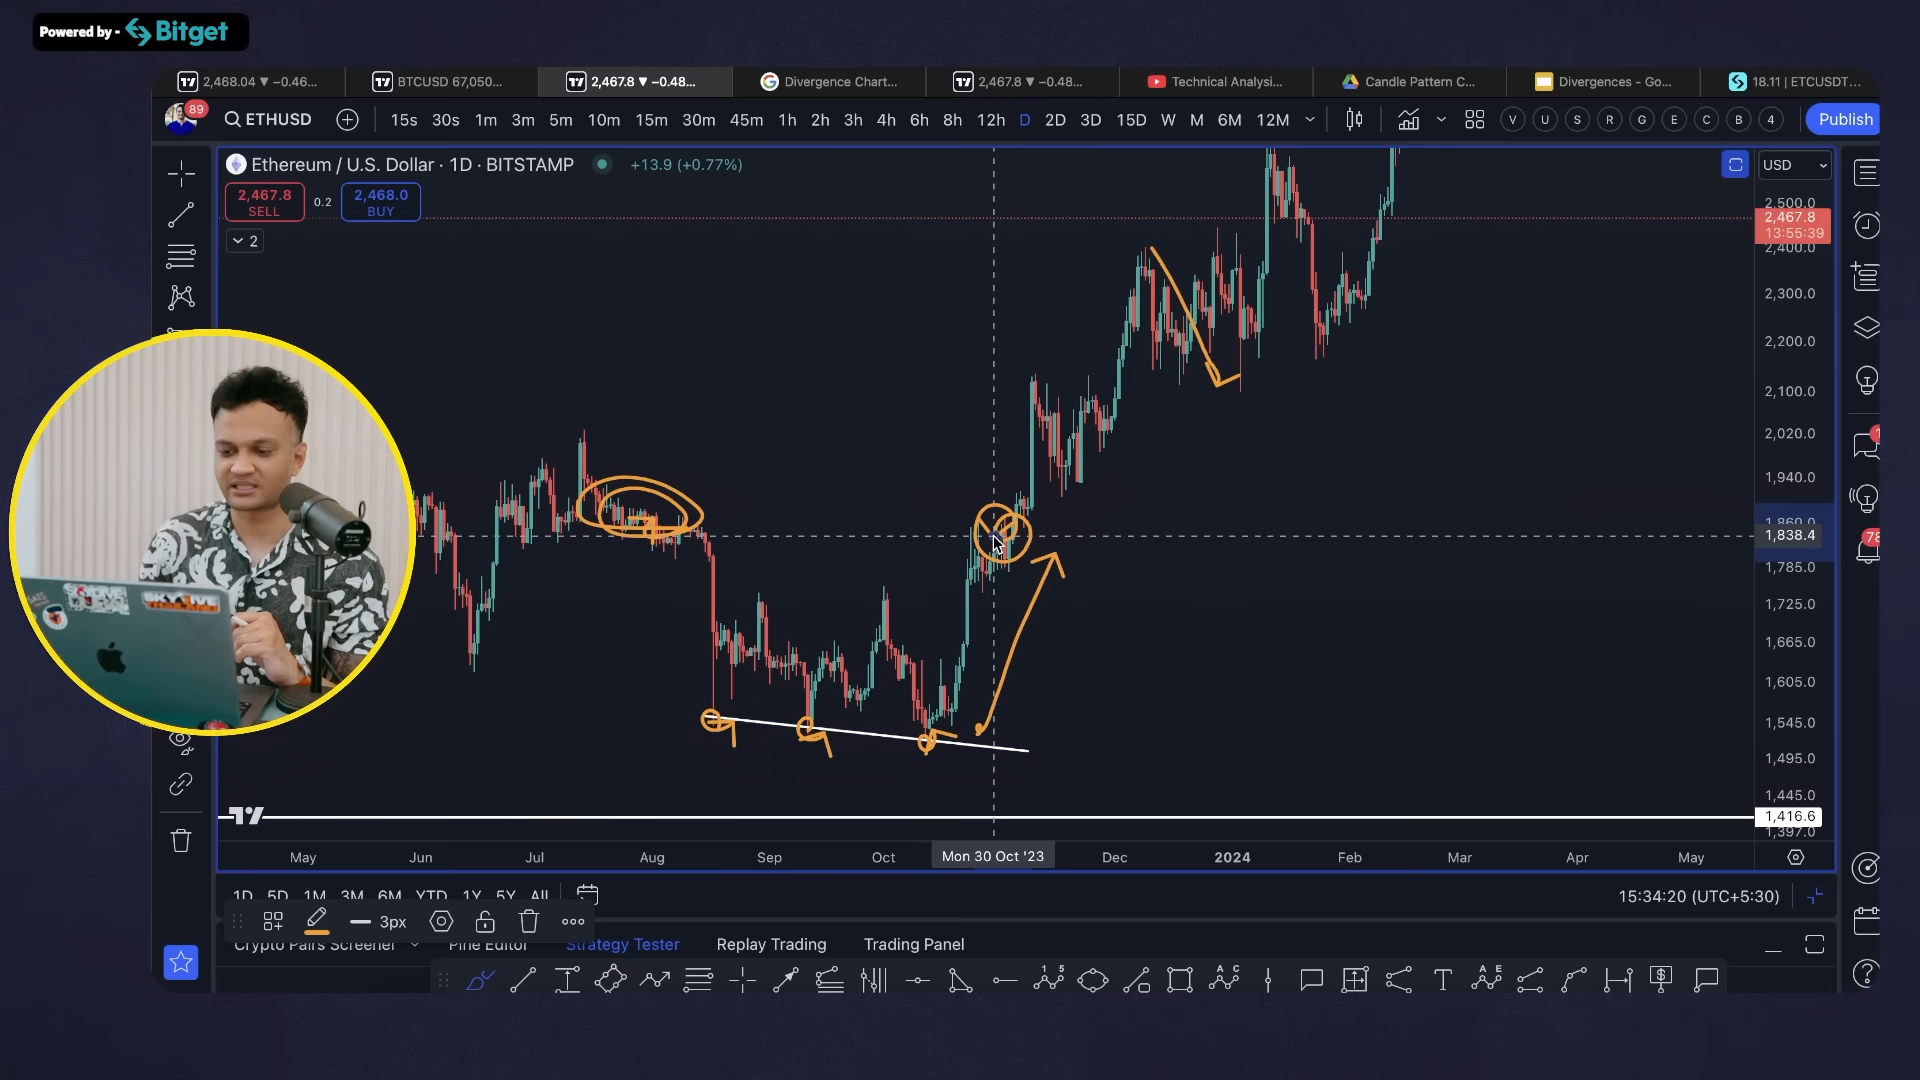 Powered by - Bitget
2,468.04 ▼ −0.46...
BTCUSD 67,050...
2,467.8 ▼ −0.48...
Divergence Chart...
2,467.8 ▼ −0.48...
Technical Analysi...
Candle Pattern C...
Divergences - Go...
18.11 | ETCUSDT...
89
ETHUSD
15s 30s 1m 3m 5m 10m 15m 30m 45m 1h 2h 3h 4h 6h 8h 12h D 2D 3D 15D W M 6M 12M
V U S R G E C B 4
Publish
Ethereum / U.S. Dollar · 1D · BITSTAMP
+13.9 (+0.77%)
USD
2,467.8
SELL
0.2
2,468.0
BUY
2
2,500.0
2,467.8
13:55:39
2,400.0
2,300.0
2,200.0
2,100.0
2,020.0
1,940.0
1,860.0
1,838.4
1,785.0
1,725.0
1,665.0
1,605.0
1,545.0
1,495.0
1,445.0
1,416.6
1,397.0
78
May Jun Jul Aug Sep Oct Mon 30 Oct '23 Dec 2024 Feb Mar Apr May
1D 5D 1M 3M 6M YTD 1Y 5Y All
15:34:20 (UTC+5:30)
3px
Crypto Pairs Screener
Pine Editor
Strategy Tester
Replay Trading
Trading Panel